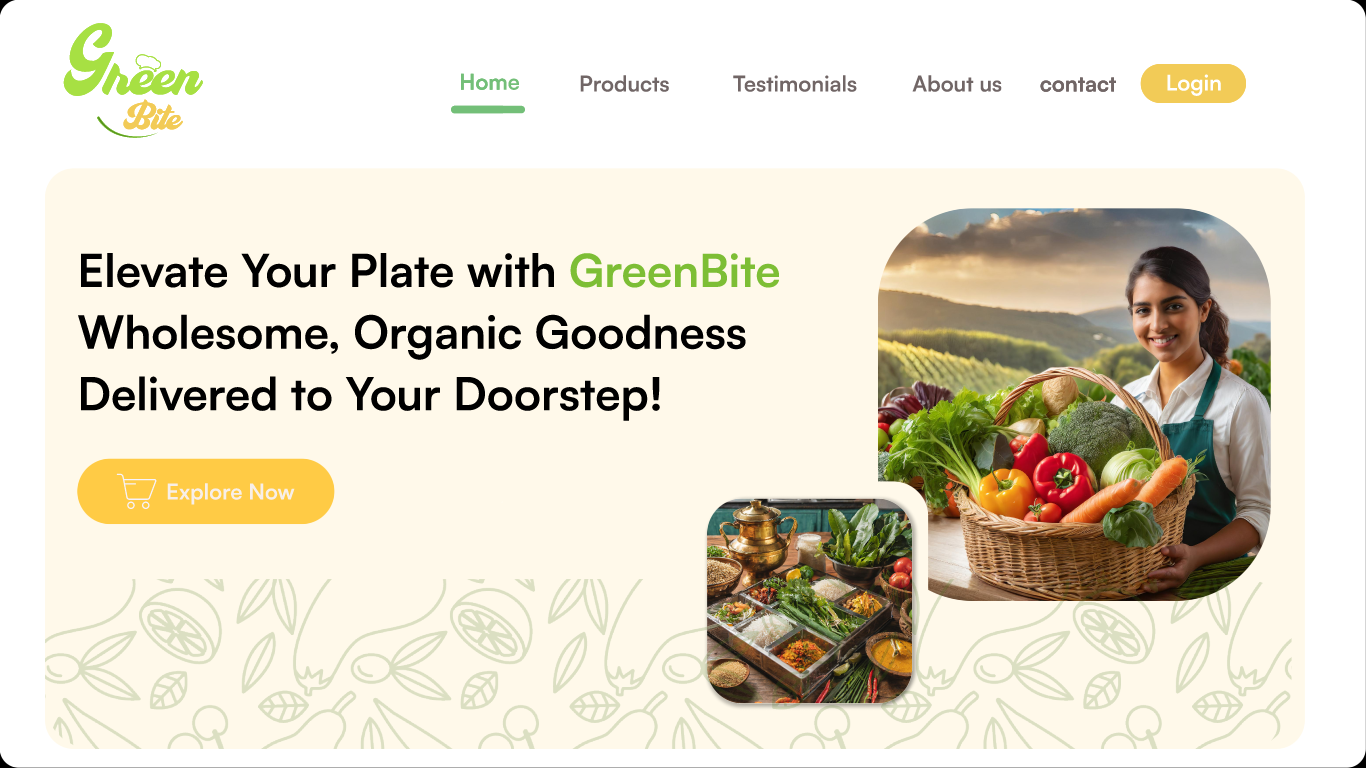 Green
Bite
Home
Products
Testimonials
About us
contact
Login
Elevate Your Plate with GreenBite
Wholesome, Organic Goodness
Delivered to Your Doorstep!
Explore Now